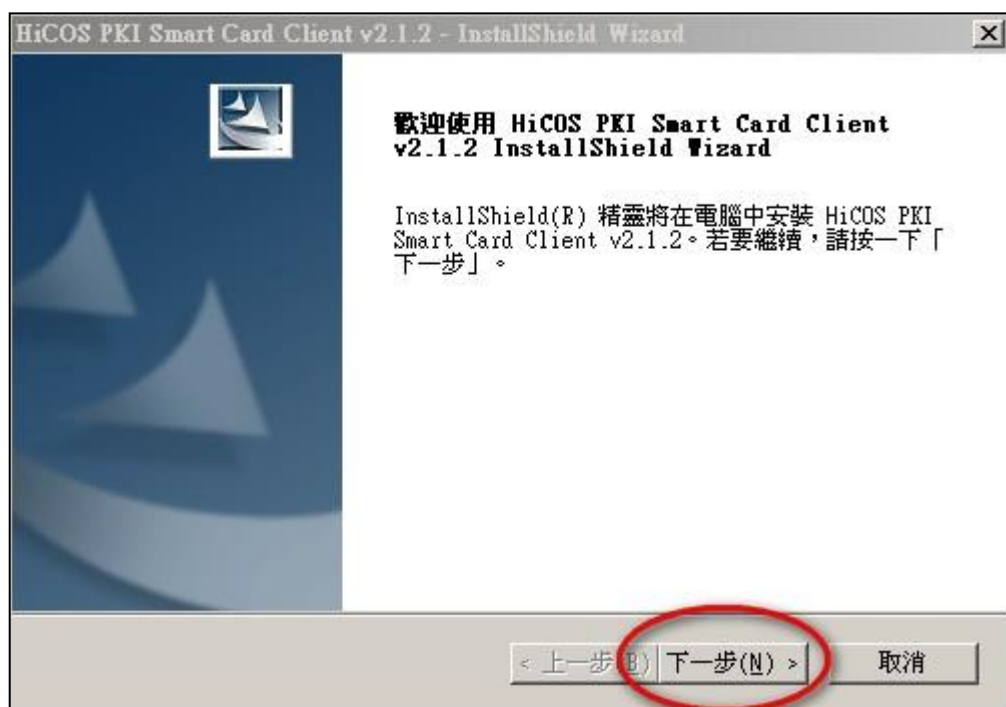 HiCOS PKI Smart Card Client v2.1.2 - InstallShield Wizard
歡迎使用 HiCOS PKI Smart Card Client
v2.1.2 InstallShield Wizard
InstallShield(R) 精靈將在電腦中安裝 HiCOS PKI
Smart Card Client v2.1.2。若要繼續，請按一下「
下一步」。
< 上一步(B) 下一步(N) > 取消